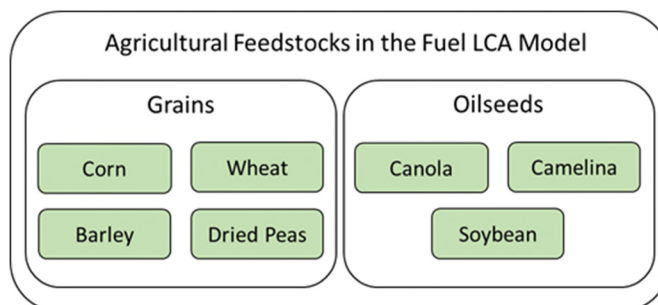 Agricultural Feedstocks in the Fuel LCA Model
Grains
Corn
Wheat
Barley
Dried Peas
Oilseeds
Canola
Camelina
Soybean